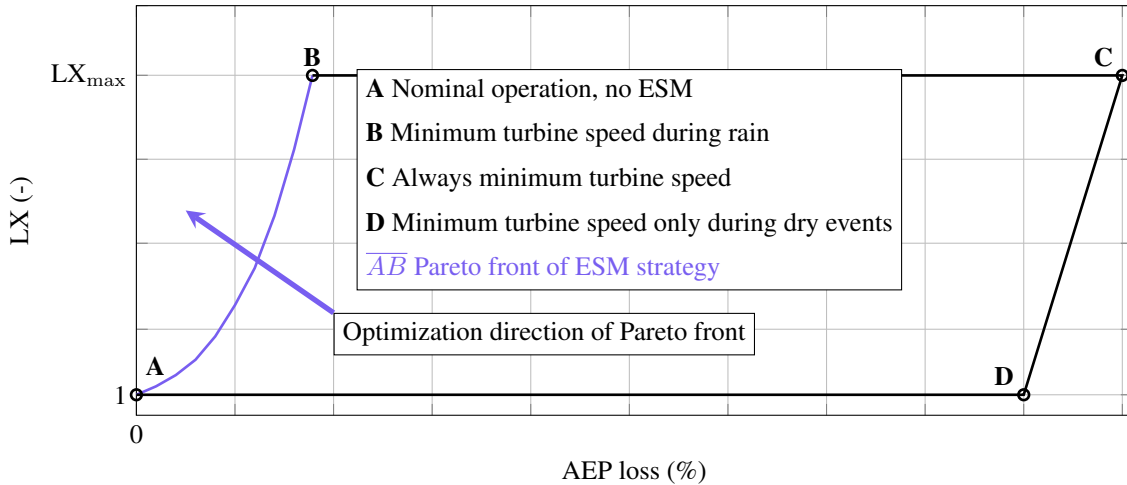 B
C
LX_max
A Nominal operation, no ESM
B Minimum turbine speed during rain
C Always minimum turbine speed
D Minimum turbine speed only during dry events
AB Pareto front of ESM strategy
LX (-)
Optimization direction of Pareto front
A
D
1
0
AEP loss (%)